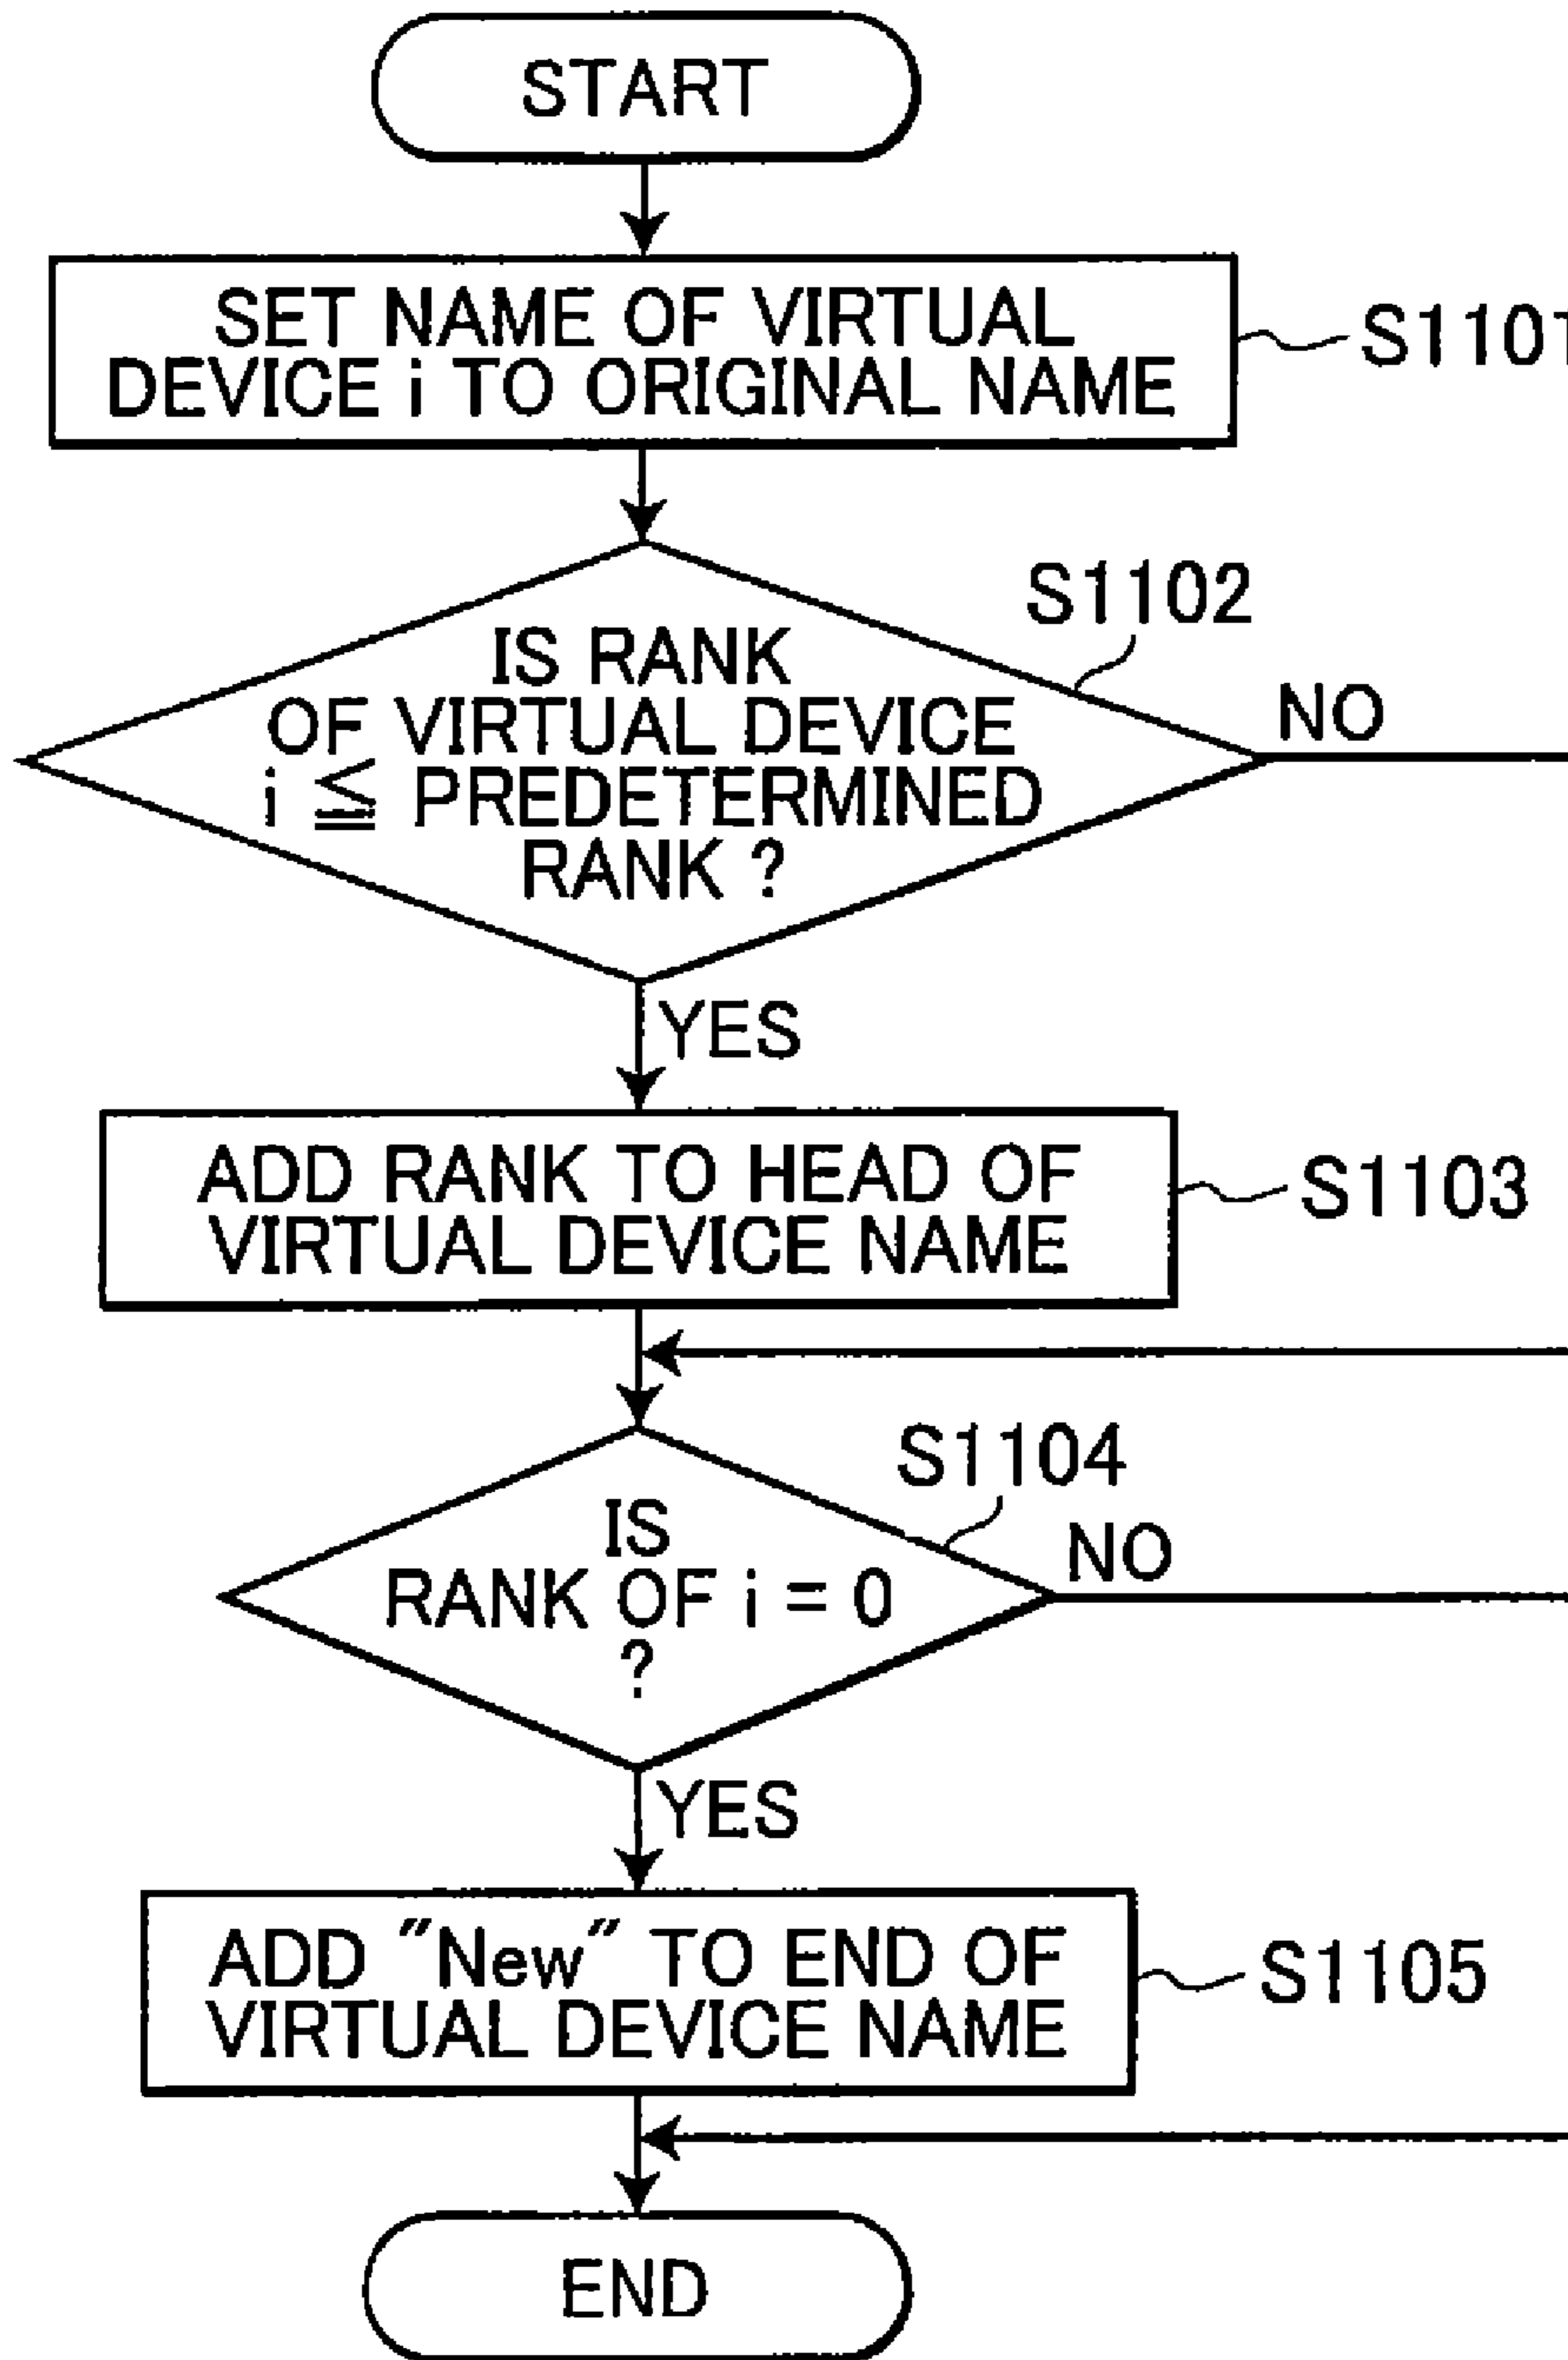 START
SET NAME OF VIRTUAL
DEVICE i TO ORIGINAL NAME
S1101
S1102
IS RANK
OF VIRTUAL DEVICE
i ≦ PREDETERMINED
RANK ?
NO
YES
ADD RANK TO HEAD OF
VIRTUAL DEVICE NAME
S1103
S1104
IS
RANK OF i = 0
?
NO
YES
ADD "New" TO END OF
VIRTUAL DEVICE NAME
S1105
END